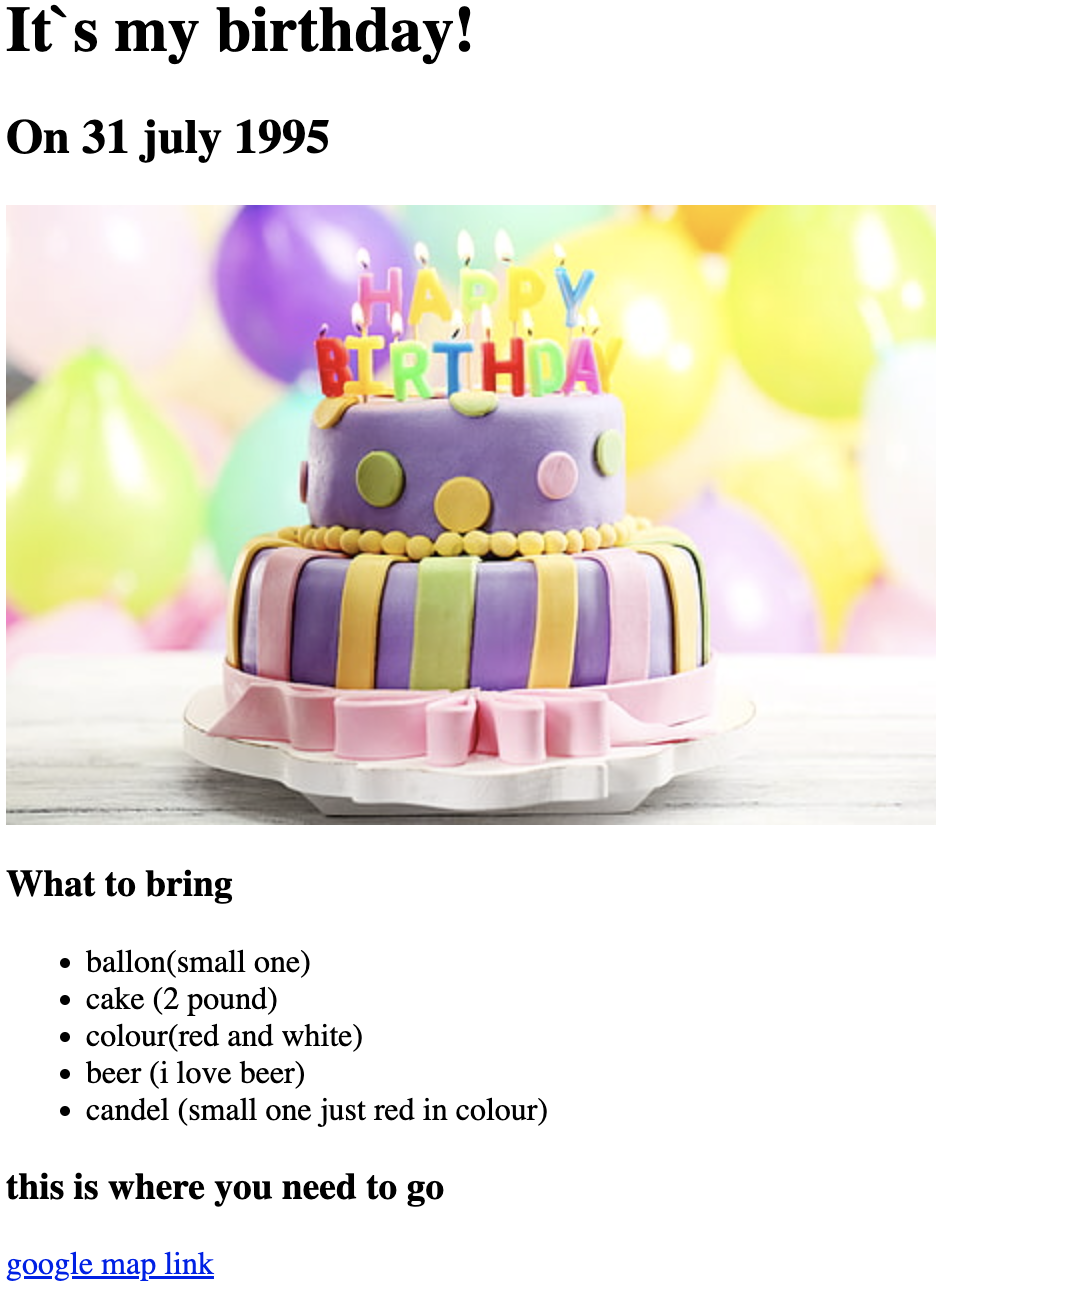 It`s my birthday!
On 31 july 1995
HAPPY
BIRTHDAY
What to bring
ballon(small one)
cake (2 pound)
colour(red and white)
beer (i love beer)
candel (small one just red in colour)
this is where you need to go
google map link